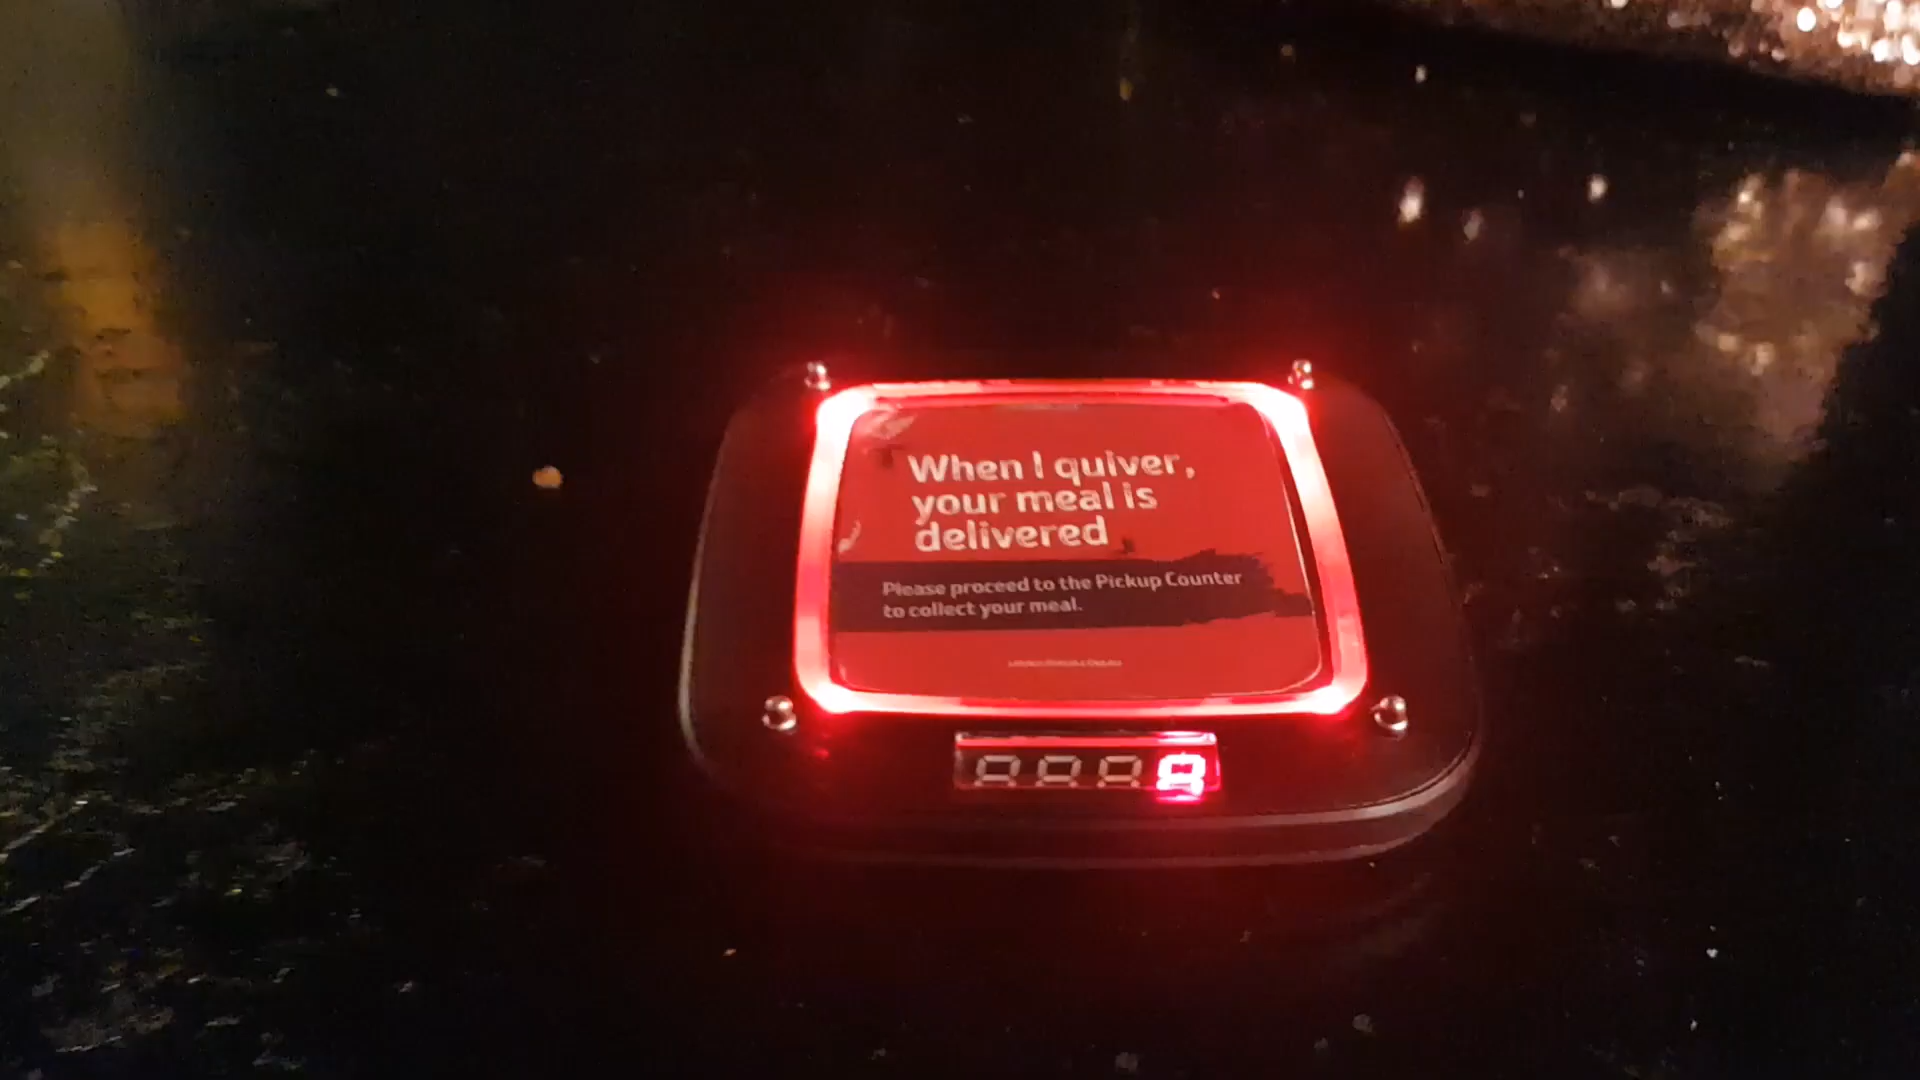 When I quiver,
your meal is
delivered
Please proceed to the Pickup Counter
to collect your meal.